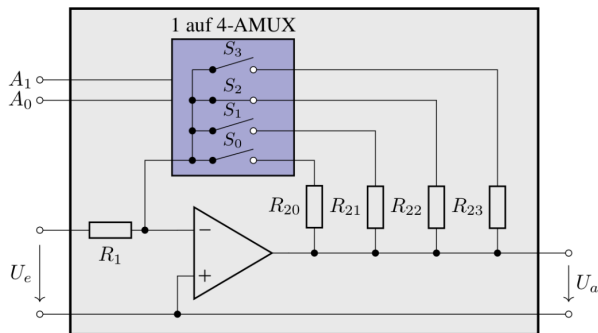 1 auf 4-AMUX
S₃
A₁
S₂
A₀
S₁
S₀
R₂₀ R₂₁ R₂₂ R₂₃
R₁
−
+
Uₑ
Uₐ